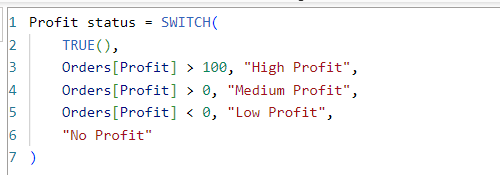 1 Profit status = SWITCH(
2     TRUE(),
3     Orders[Profit] > 100, "High Profit",
4     Orders[Profit] > 0, "Medium Profit",
5     Orders[Profit] < 0, "Low Profit",
6     "No Profit"
7 )